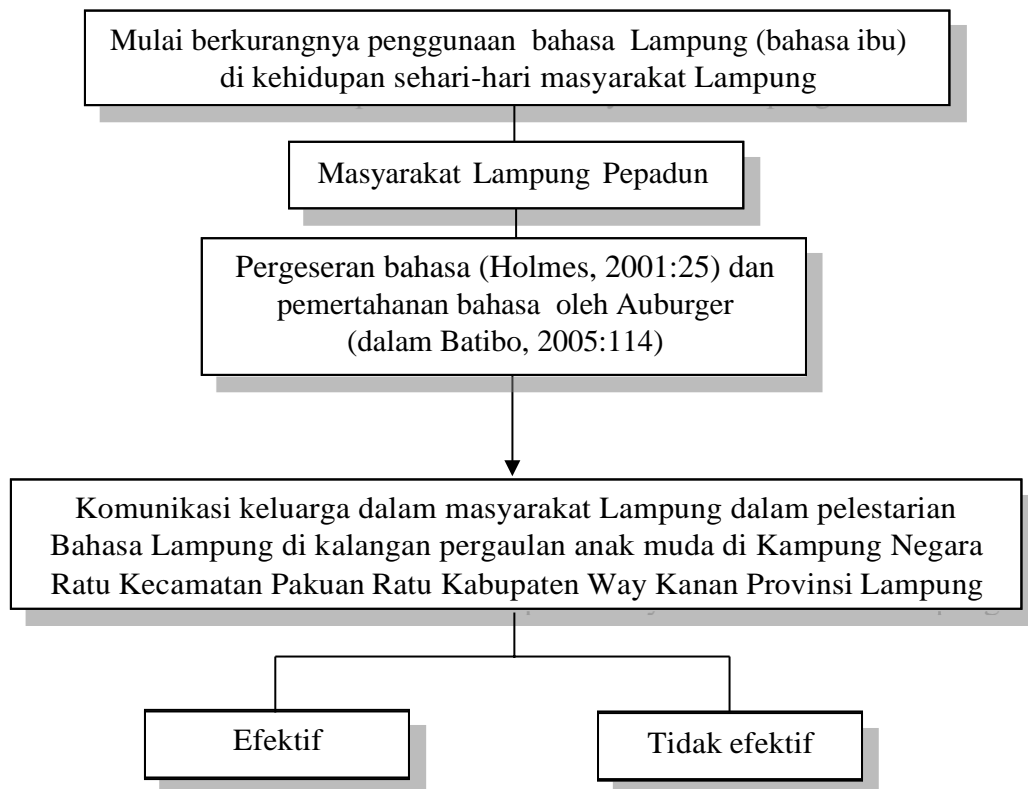 Mulai berkurangnya penggunaan bahasa Lampung (bahasa ibu)
di kehidupan sehari-hari masyarakat Lampung
Masyarakat Lampung Pepadun
Pergeseran bahasa (Holmes, 2001:25) dan
pemertahanan bahasa oleh Auburger
(dalam Batibo, 2005:114)
Komunikasi keluarga dalam masyarakat Lampung dalam pelestarian
Bahasa Lampung di kalangan pergaulan anak muda di Kampung Negara
Ratu Kecamatan Pakuan Ratu Kabupaten Way Kanan Provinsi Lampung
Efektif
Tidak efektif